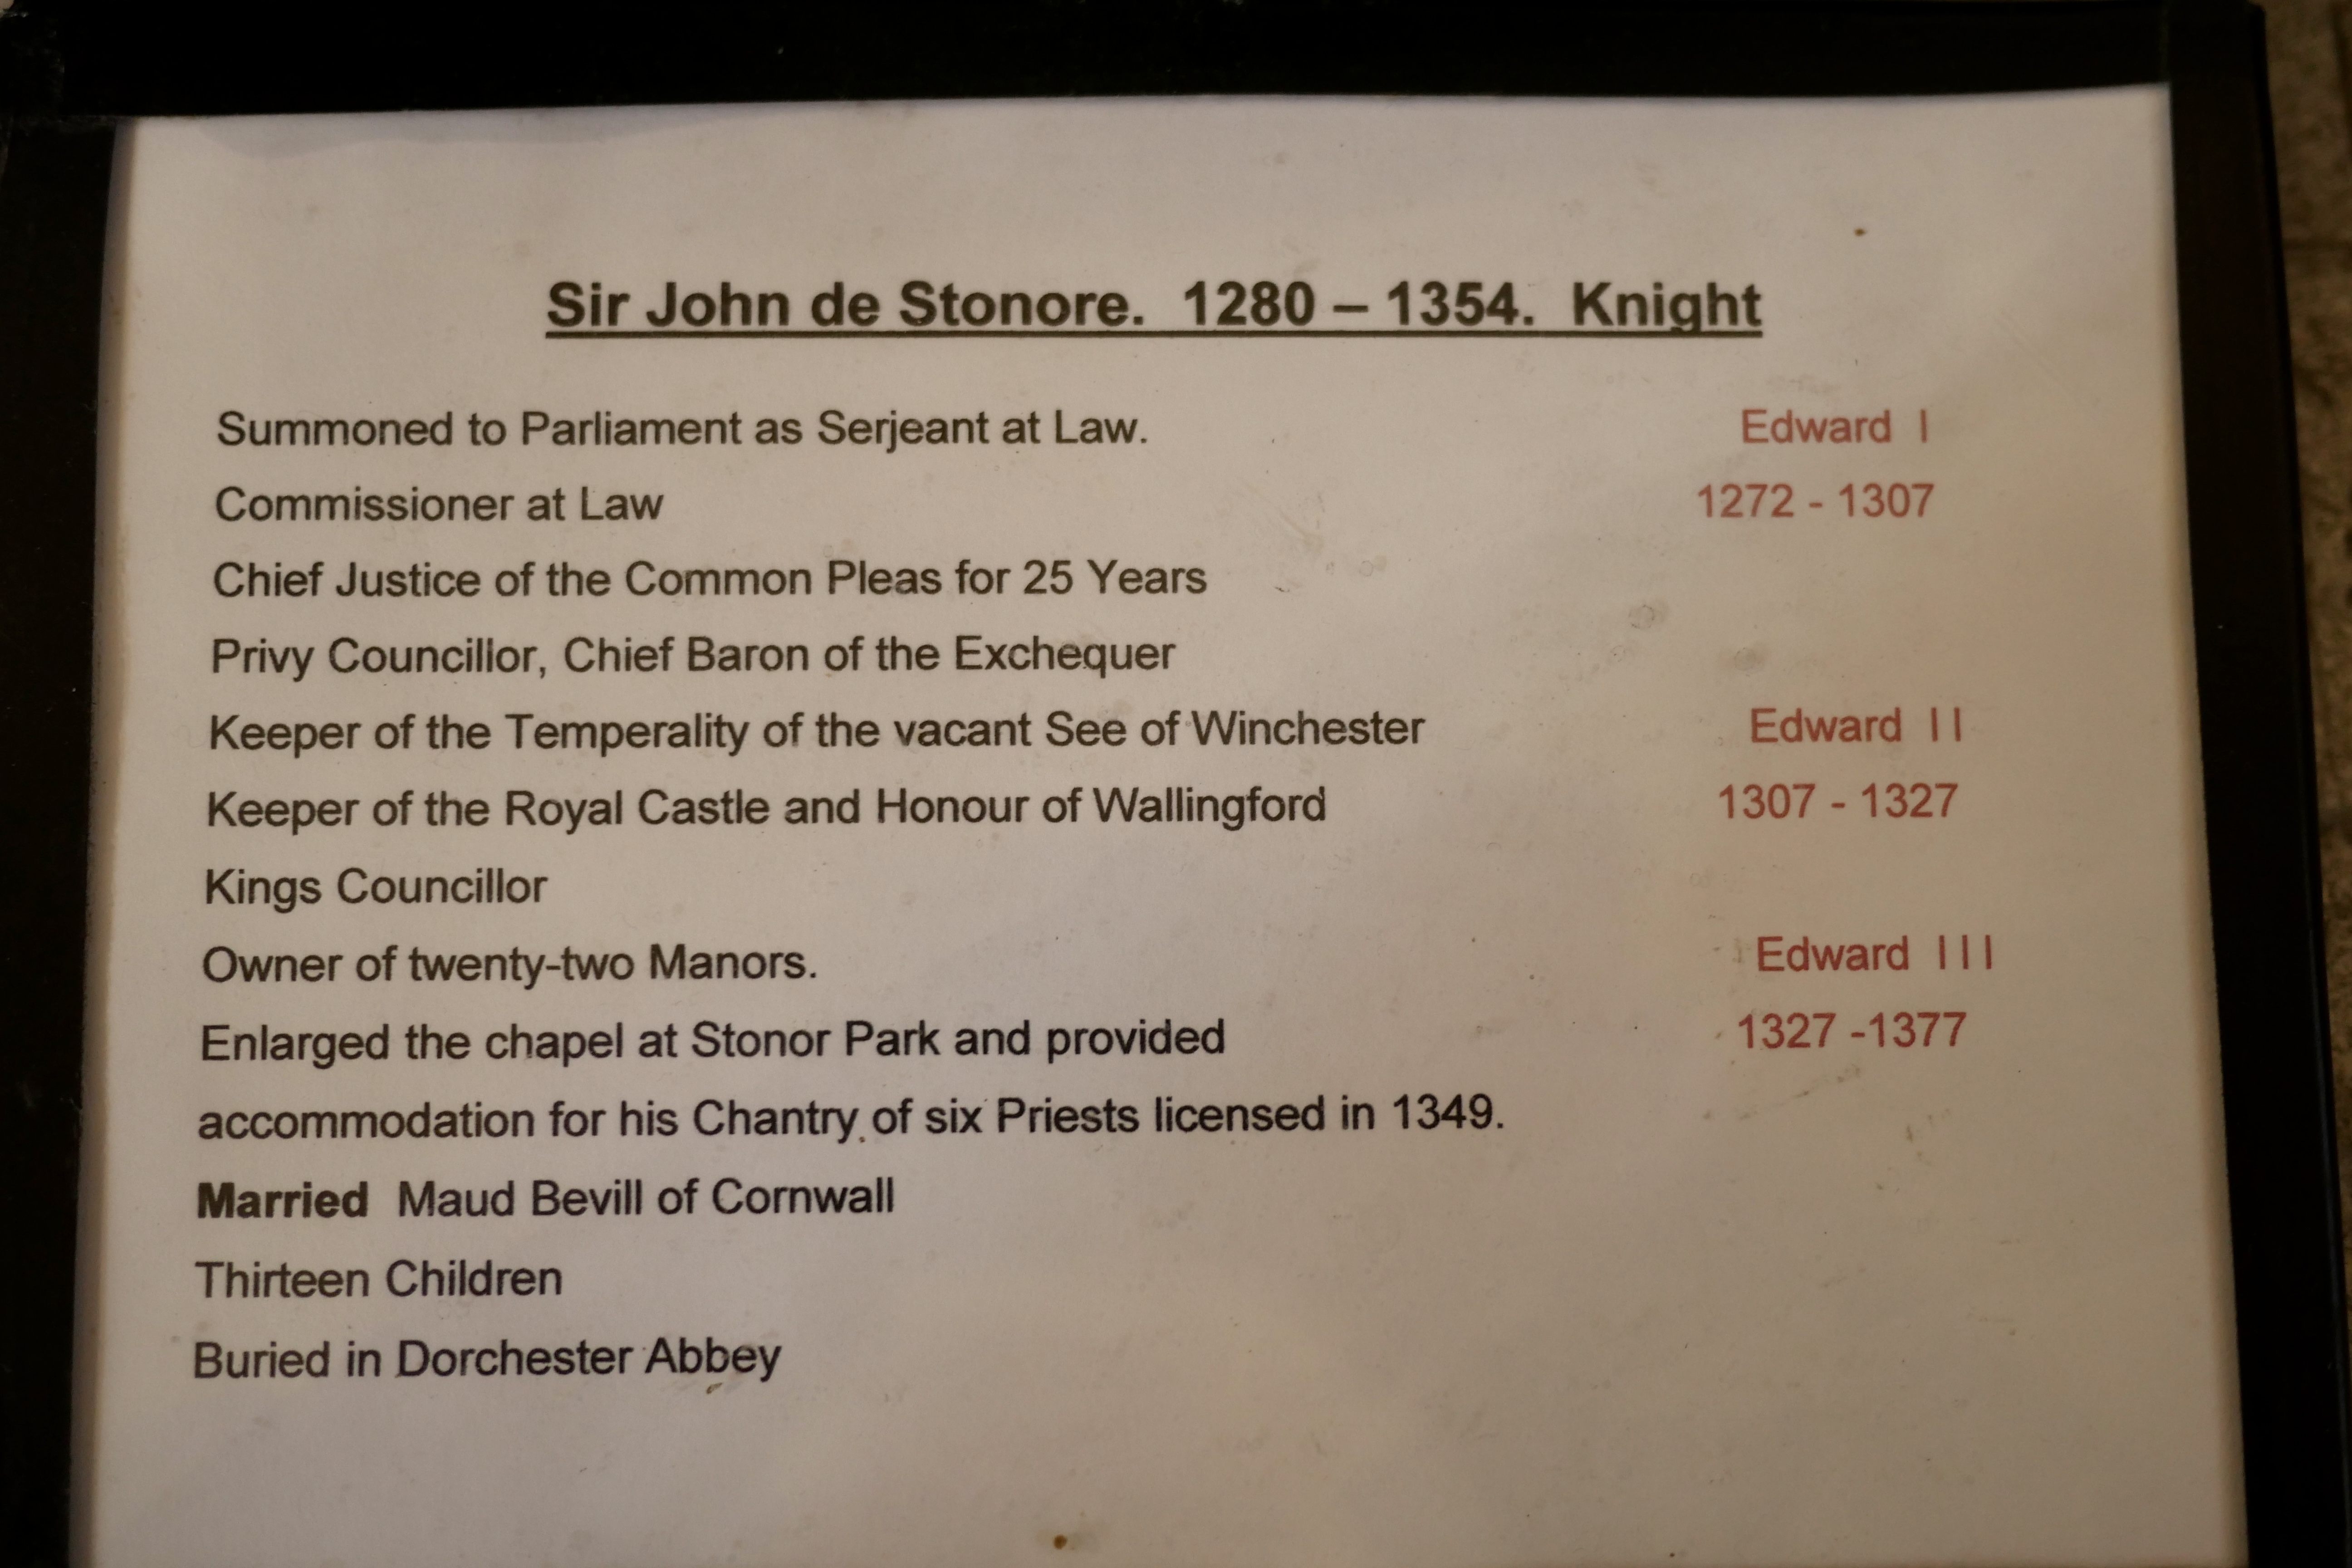 Sir John de Stonore. 1280 – 1354. Knight
Summoned to Parliament as Serjeant at Law. Edward I
Commissioner at Law 1272 - 1307
Chief Justice of the Common Pleas for 25 Years
Privy Councillor, Chief Baron of the Exchequer
Keeper of the Temperality of the vacant See of Winchester Edward II
Keeper of the Royal Castle and Honour of Wallingford 1307 - 1327
Kings Councillor
Owner of twenty-two Manors. Edward III
Enlarged the chapel at Stonor Park and provided 1327 -1377
accommodation for his Chantry of six Priests licensed in 1349.
Married Maud Bevill of Cornwall
Thirteen Children
Buried in Dorchester Abbey